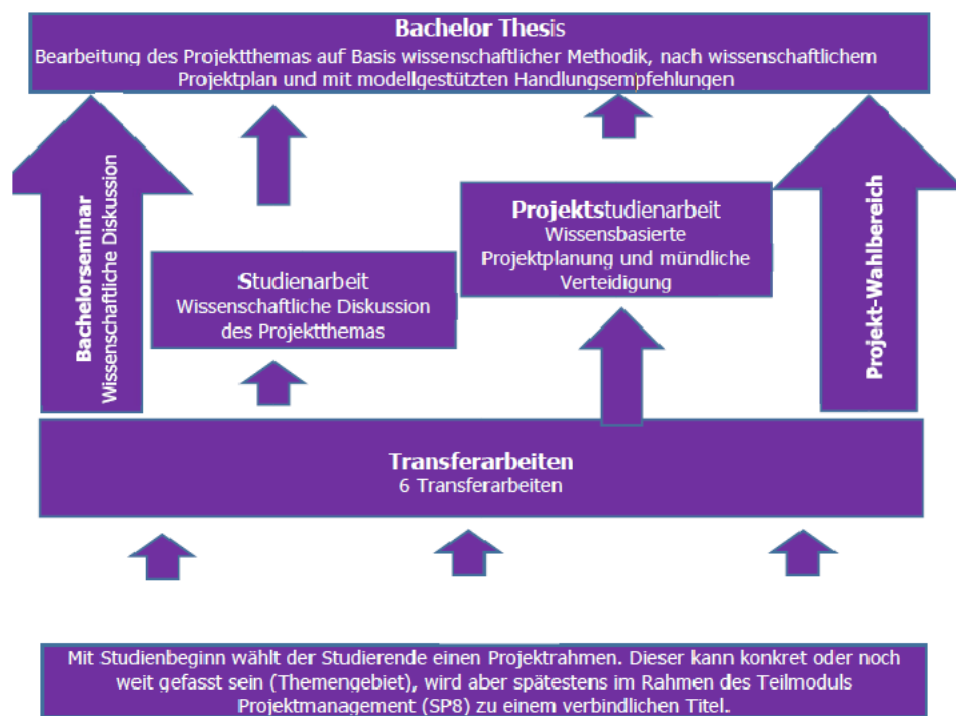 Bachelor Thesis
Bearbeitung des Projektthemas auf Basis wissenschaftlicher Methodik, nach wissenschaftlichem
Projektplan und mit modellgestützten Handlungsempfehlungen
Bachelorseminar
Wissenschaftliche Diskussion
Studienarbeit
Wissenschaftliche Diskussion
des Projektthemas
Projektstudienarbeit
Wissensbasierte
Projektplanung und mündliche
Verteidigung
Projekt-Wahlbereich
Transferarbeiten
6 Transferarbeiten
Mit Studienbeginn wählt der Studierende einen Projektrahmen. Dieser kann konkret oder noch
weit gefasst sein (Themengebiet), wird aber spätestens im Rahmen des Teilmoduls
Projektmanagement (SP8) zu einem verbindlichen Titel.